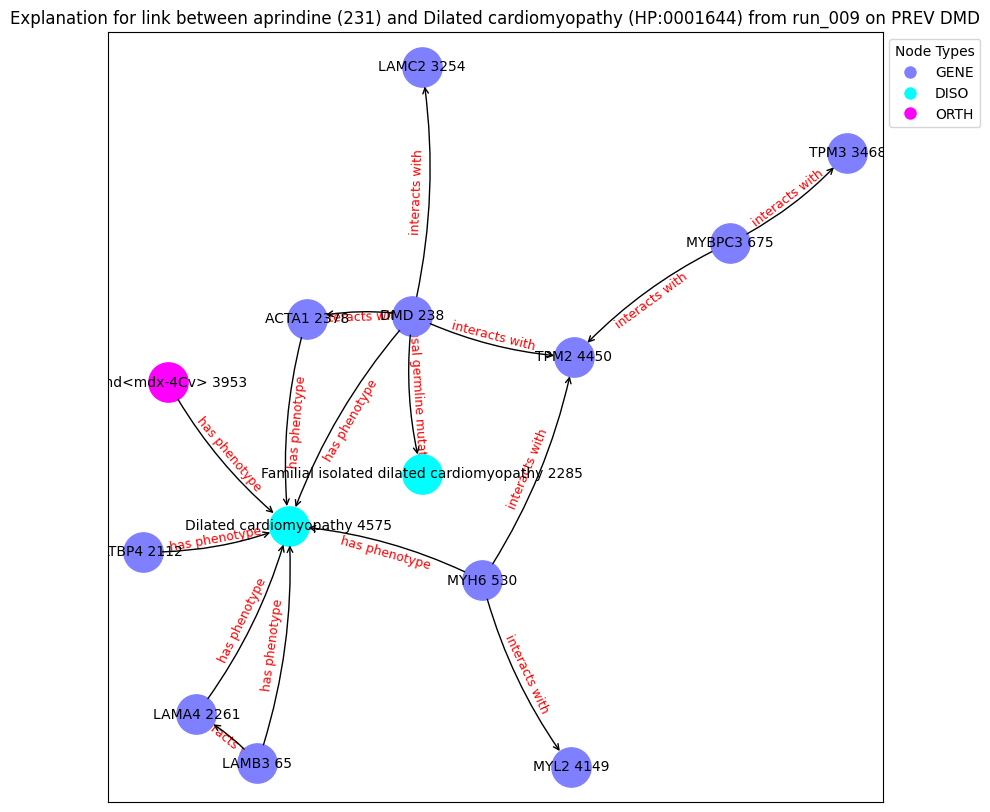 Explanation for link between aprindine (231) and Dilated cardiomyopathy (HP:0001644) from run_009 on PREV DMD
Node Types
GENE
DISO
ORTH
LAMC2 3254
TPM3 3468
interacts with
interacts with
MYBPC3 675
interacts with
ACTA1 2378
DMD 238
interacts with
TPM2 4450
nd<mdx-4Cv> 3953
has phenotype
has phenotype
has phenotype
sal germline mutat
interacts with
Familial isolated dilated cardiomyopathy 2285
Dilated cardiomyopathy 4575
TBP4 2112
has phenotype
has phenotype
MYH6 530
has phenotype
has phenotype
interacts with
LAMA4 2261
racts
LAMB3 65
MYL2 4149